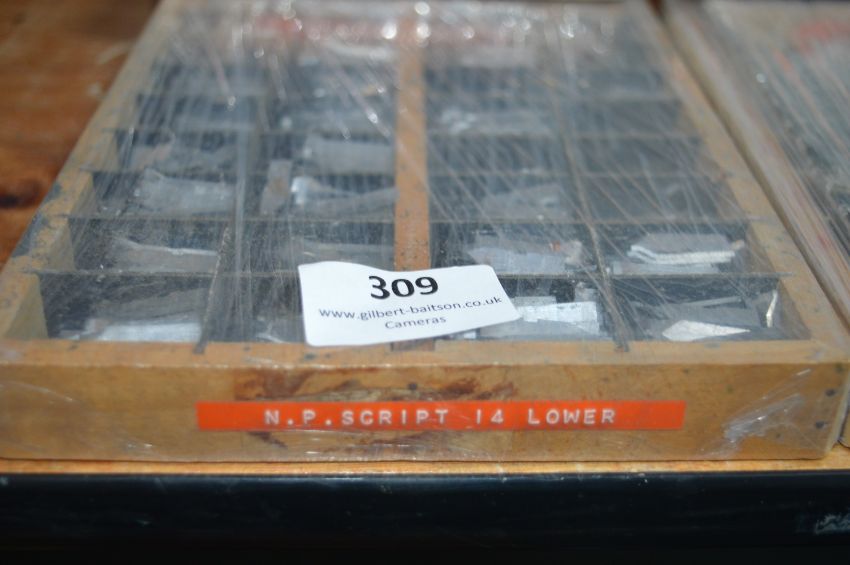 309
www.gilbert-baitson.co.uk
Cameras
N.P.SCRIPT 14 LOWER